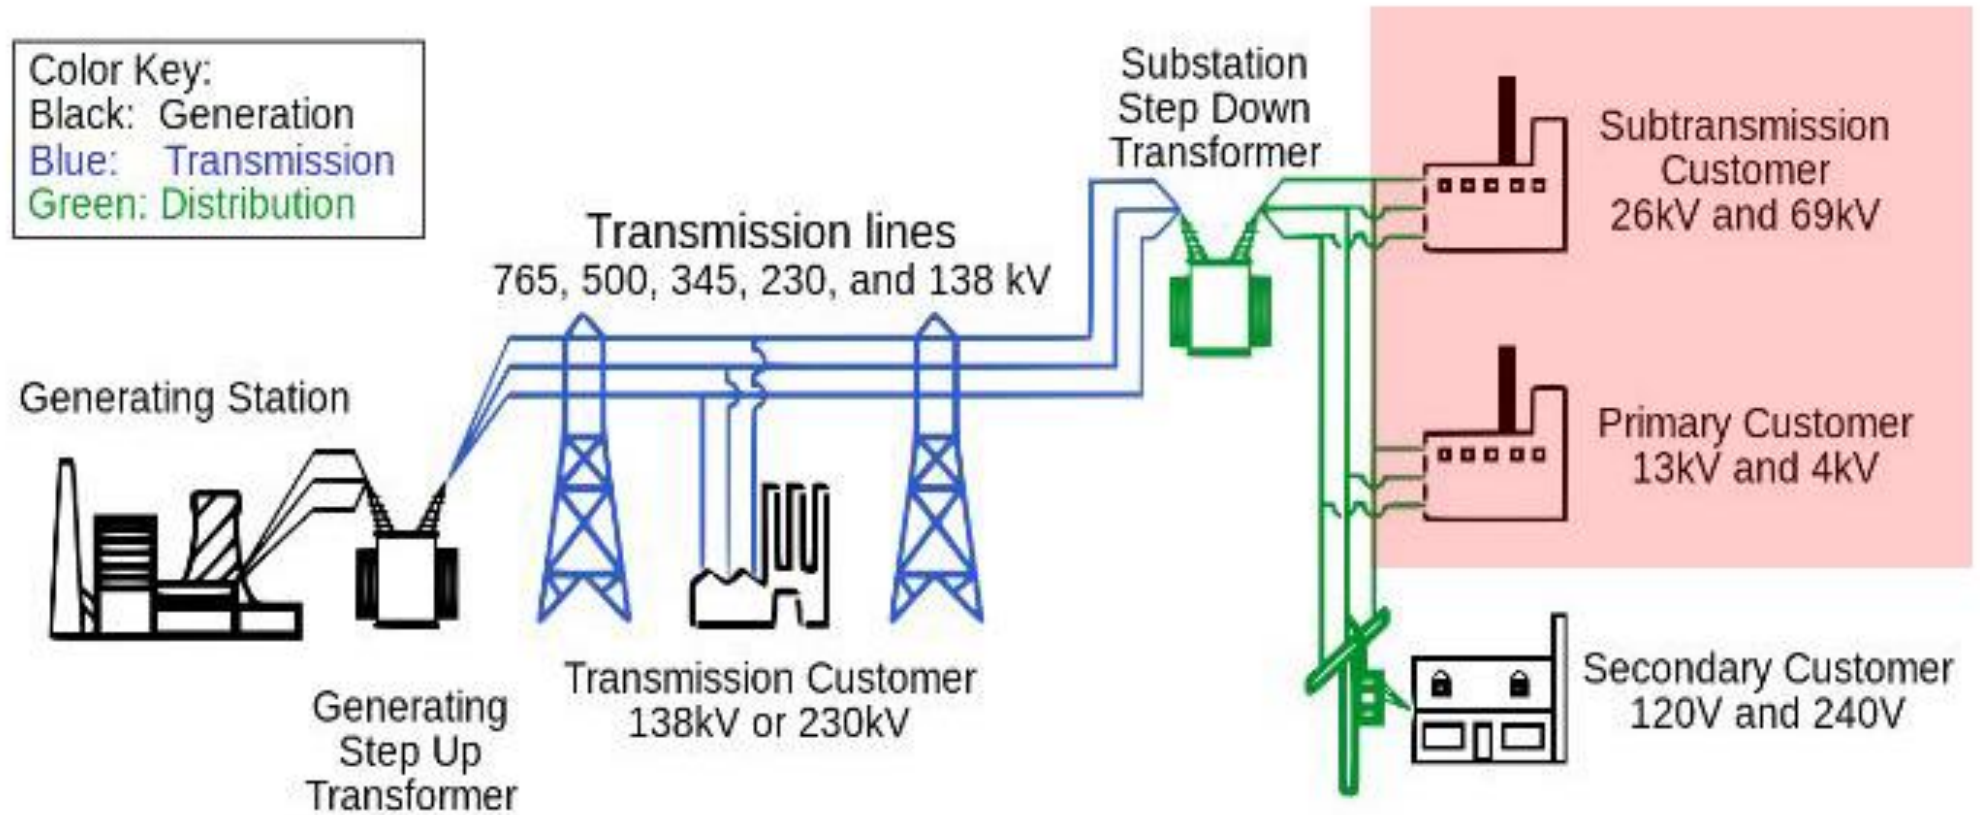 Color Key:
Black: Generation
Blue: Transmission
Green: Distribution
Substation
Step Down
Transformer
Subtransmission
Customer
26kV and 69kV
Transmission lines
765, 500, 345, 230, and 138 kV
Generating Station
Primary Customer
13kV and 4kV
Generating
Step Up
Transformer
Transmission Customer
138kV or 230kV
Secondary Customer
120V and 240V